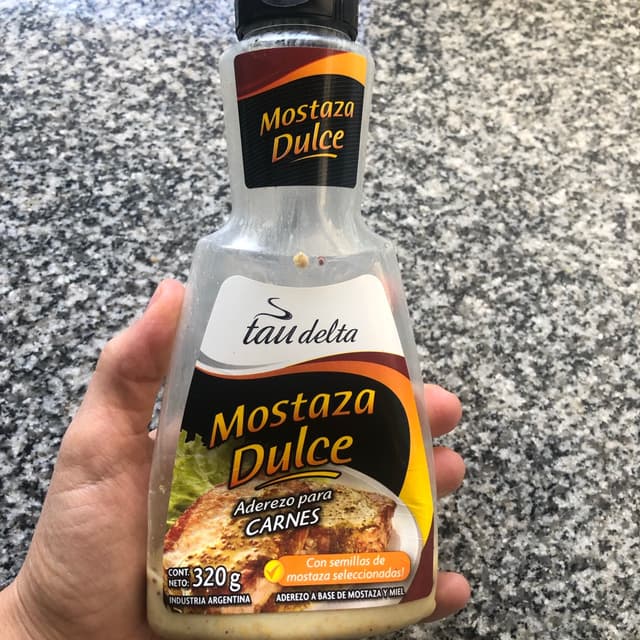 Mostaza
Dulce
tau delta
Mostaza
Dulce
Aderezo para
CARNES
Con semillas de
mostaza seleccionadas!
CONT.
NETO: 320 g
INDUSTRIA ARGENTINA
ADEREZO A BASE DE MOSTAZA Y MIEL